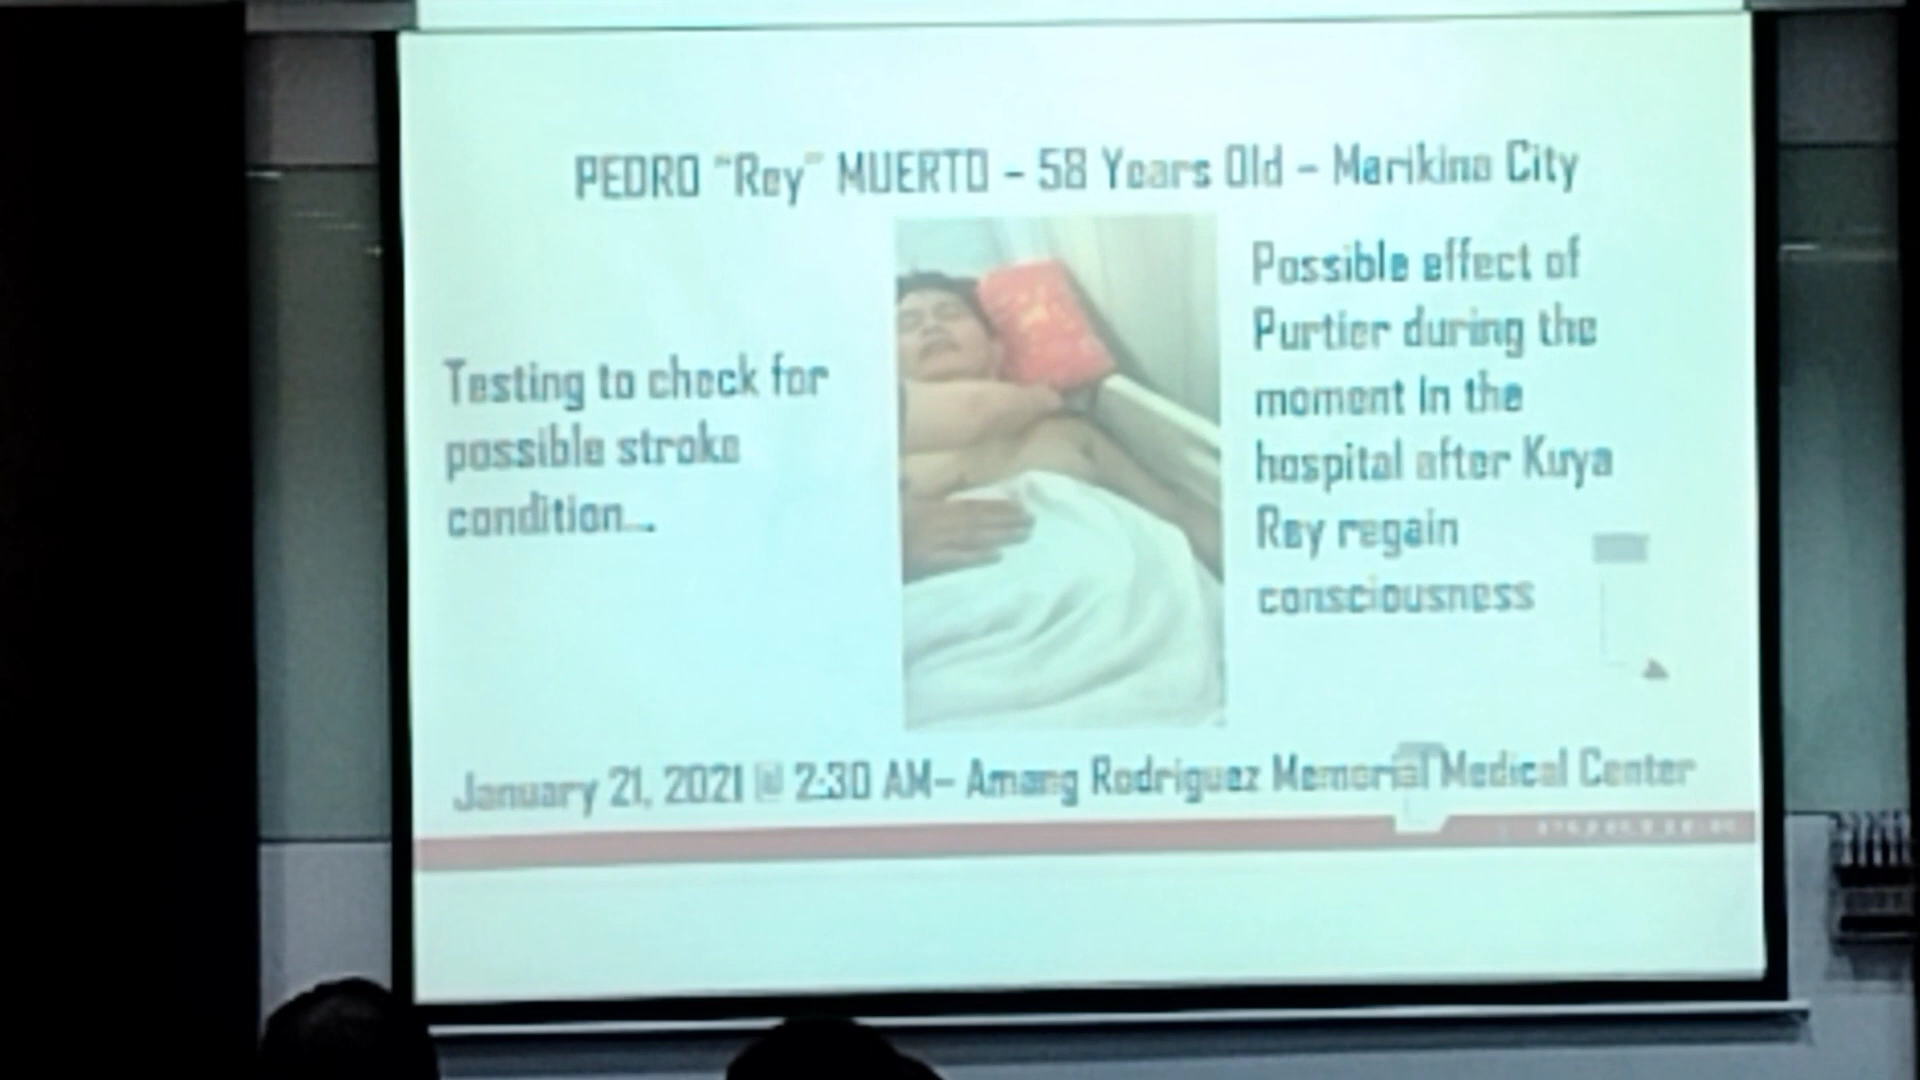 PEDRO "Rey" MUERTO – 58 Years Old – Marikina City
Testing to check for
possible stroke
condition...
Possible effect of
Purtier during the
moment in the
hospital after Kuya
Rey regain
consciousness
January 21, 2021 @ 2:30 AM– Amang Rodriguez Memorial Medical Center